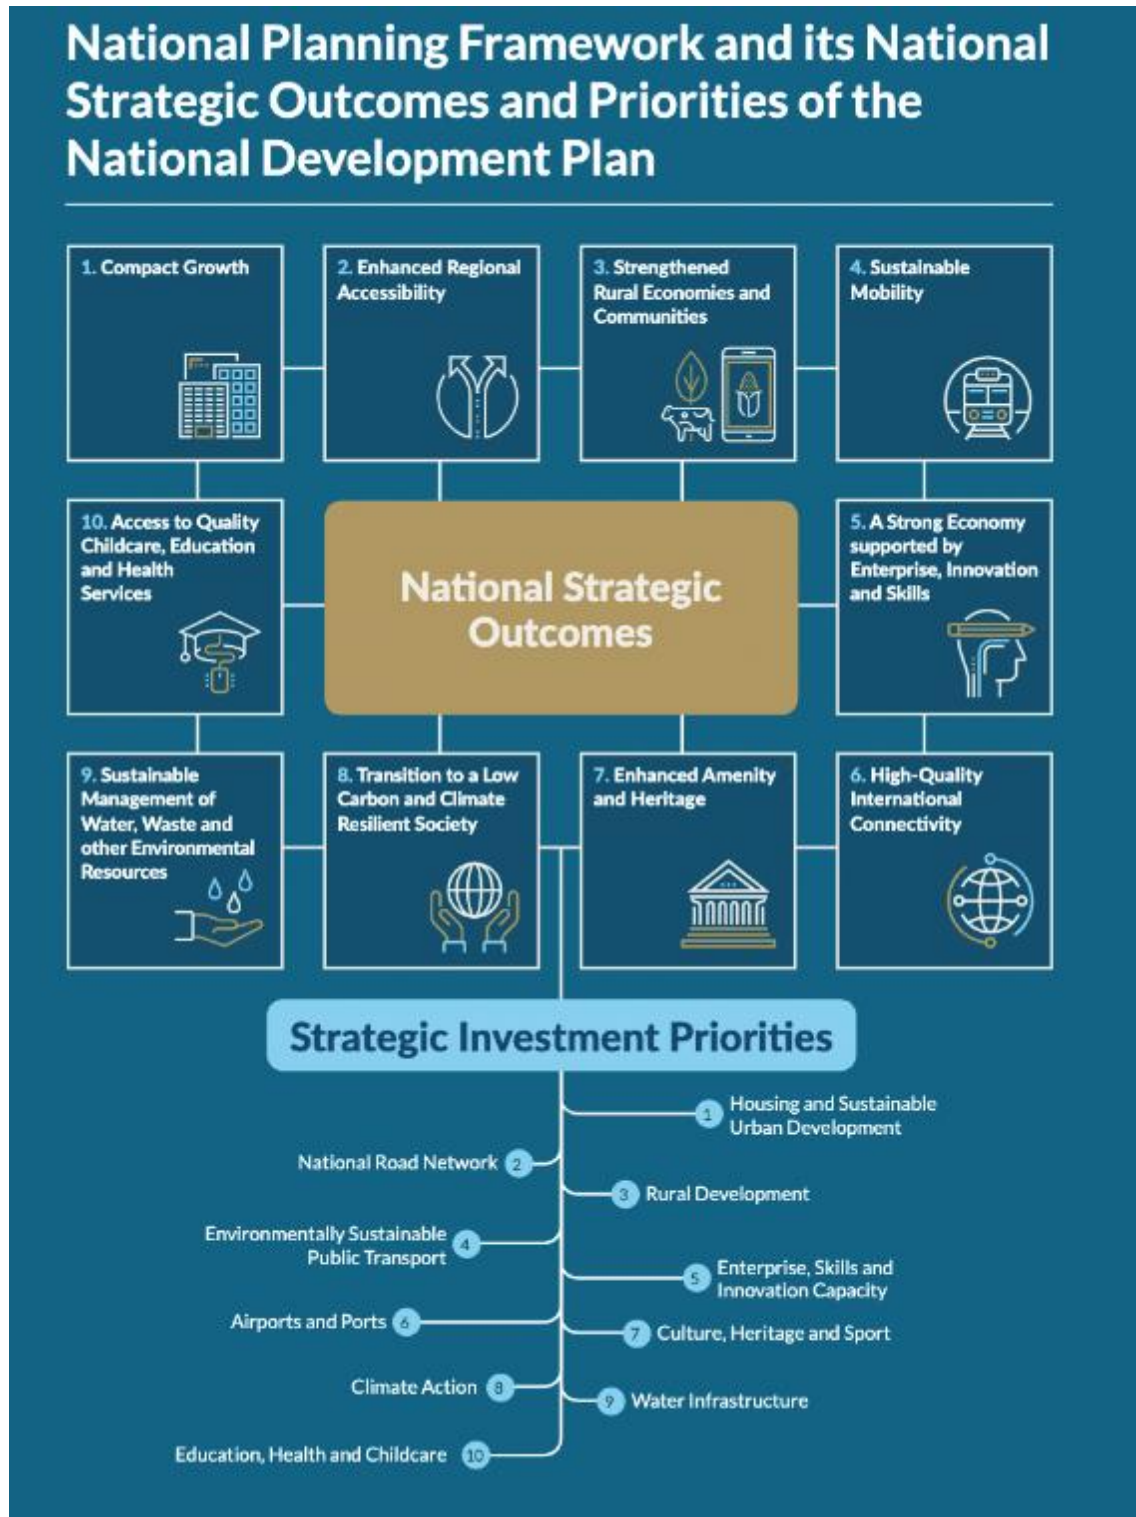 National Planning Framework and its National
Strategic Outcomes and Priorities of the
National Development Plan
1. Compact Growth
2. Enhanced Regional
Accessibility
3. Strengthened
Rural Economies and
Communities
4. Sustainable
Mobility
10. Access to Quality
Childcare, Education
and Health
Services
National Strategic
Outcomes
5. A Strong Economy
supported by
Enterprise, Innovation
and Skills
9. Sustainable
Management of
Water, Waste and
other Environmental
Resources
8. Transition to a Low
Carbon and Climate
Resilient Society
7. Enhanced Amenity
and Heritage
6. High-Quality
International
Connectivity
Strategic Investment Priorities
1 Housing and Sustainable
Urban Development
National Road Network 2
3 Rural Development
Environmentally Sustainable
Public Transport 4
5 Enterprise, Skills and
Innovation Capacity
Airports and Ports 6
7 Culture, Heritage and Sport
Climate Action 8
9 Water Infrastructure
Education, Health and Childcare 10